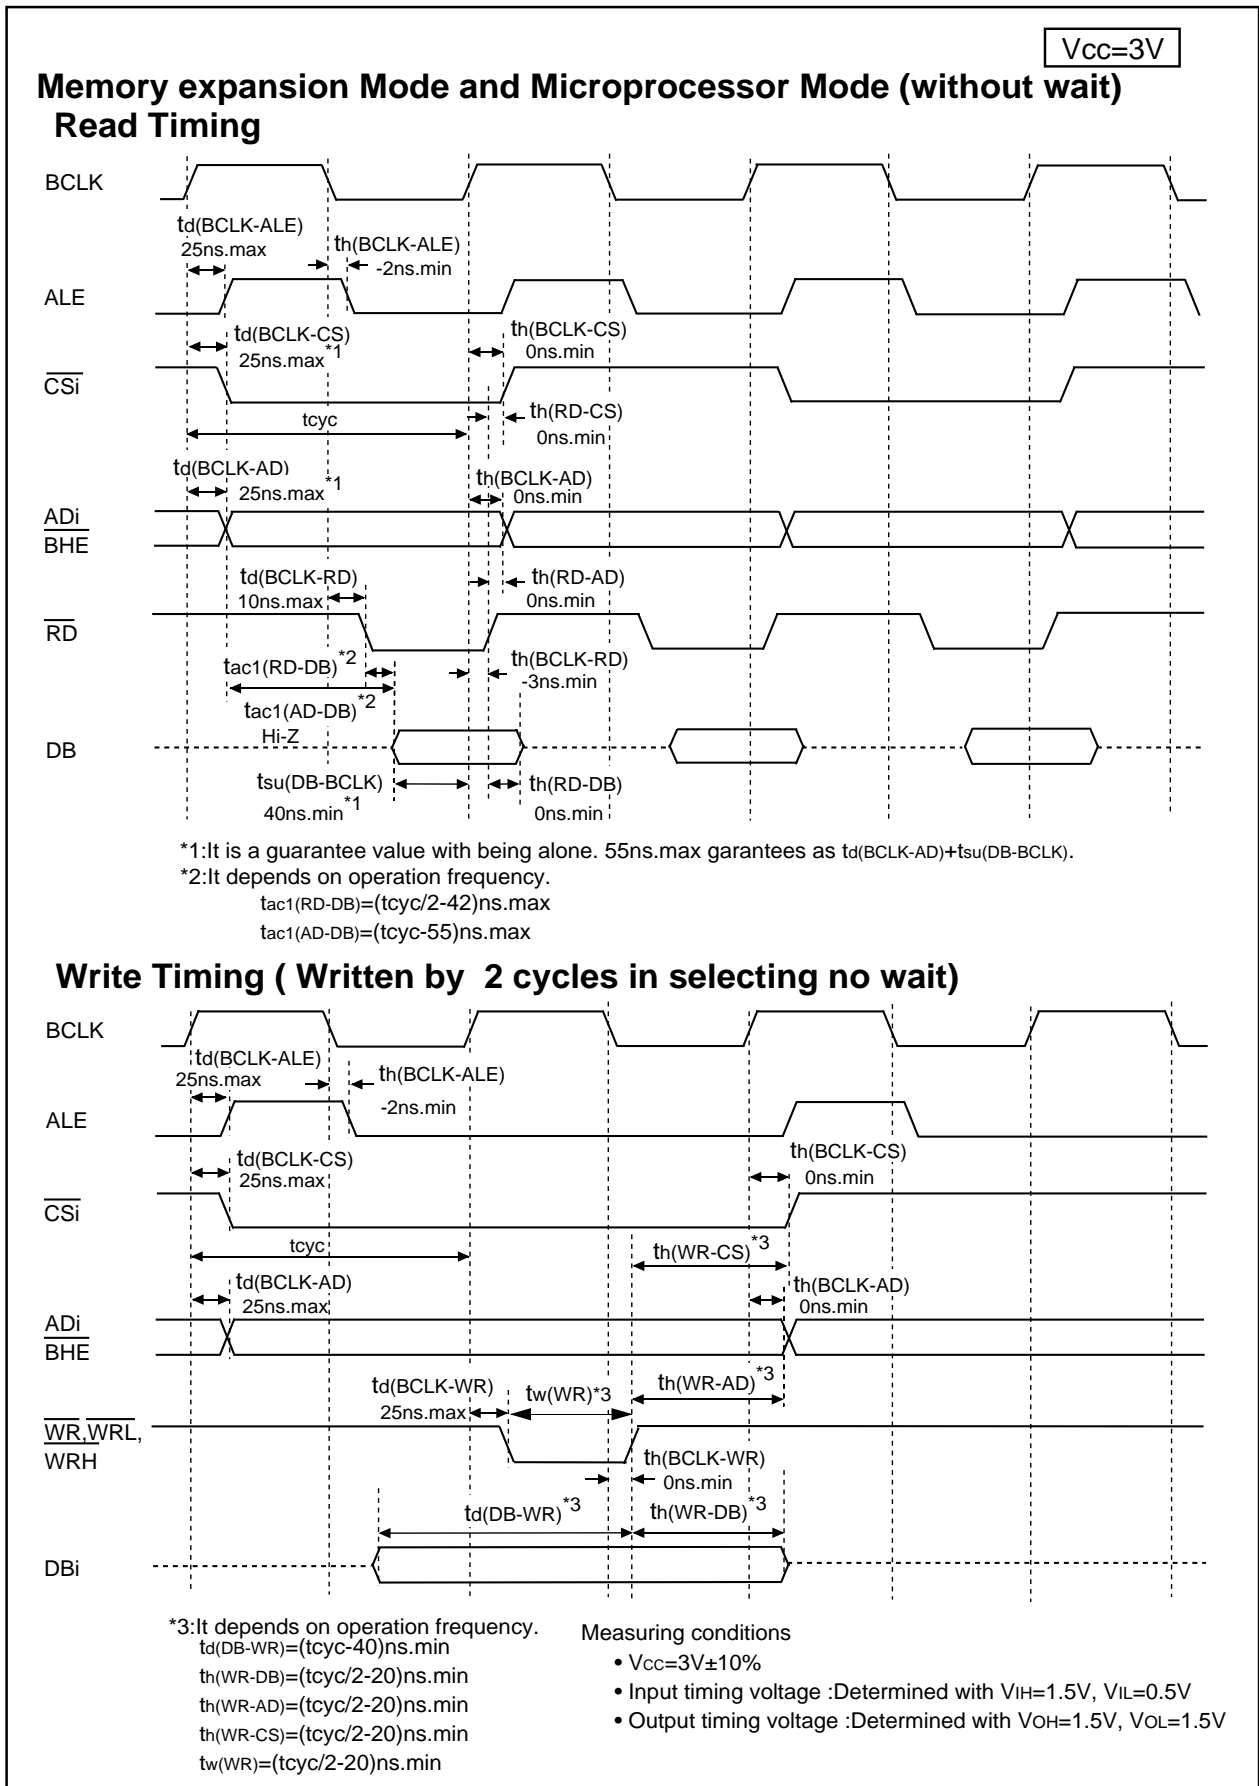 Vcc=3V
Memory expansion Mode and Microprocessor Mode (without wait)
Read Timing
BCLK
td(BCLK-ALE)
25ns.max
th(BCLK-ALE)
-2ns.min
ALE
td(BCLK-CS)
25ns.max*1
th(BCLK-CS)
0ns.min
CSi
tcyc
th(RD-CS)
0ns.min
td(BCLK-AD)
25ns.max*1
th(BCLK-AD)
0ns.min
ADi
BHE
td(BCLK-RD)
10ns.max
th(RD-AD)
0ns.min
RD
tac1(RD-DB)*2
th(BCLK-RD)
-3ns.min
tac1(AD-DB)*2
Hi-Z
DB
tsu(DB-BCLK)
40ns.min*1
th(RD-DB)
0ns.min
*1:It is a guarantee value with being alone. 55ns.max garantees as td(BCLK-AD)+tsu(DB-BCLK).
*2:It depends on operation frequency.
tac1(RD-DB)=(tcyc/2-42)ns.max
tac1(AD-DB)=(tcyc-55)ns.max
Write Timing ( Written by 2 cycles in selecting no wait)
BCLK
td(BCLK-ALE)
25ns.max
th(BCLK-ALE)
-2ns.min
ALE
td(BCLK-CS)
25ns.max
th(BCLK-CS)
0ns.min
CSi
tcyc
th(WR-CS)*3
td(BCLK-AD)
25ns.max
th(BCLK-AD)
0ns.min
ADi
BHE
td(BCLK-WR)
25ns.max
tw(WR)*3
th(WR-AD)*3
WR,WRL,
WRH
th(BCLK-WR)
0ns.min
td(DB-WR)*3
th(WR-DB)*3
DBi
*3:It depends on operation frequency.
td(DB-WR)=(tcyc-40)ns.min
th(WR-DB)=(tcyc/2-20)ns.min
th(WR-AD)=(tcyc/2-20)ns.min
th(WR-CS)=(tcyc/2-20)ns.min
tw(WR)=(tcyc/2-20)ns.min
Measuring conditions
• VCC=3V±10%
• Input timing voltage :Determined with VIH=1.5V, VIL=0.5V
• Output timing voltage :Determined with VOH=1.5V, VOL=1.5V